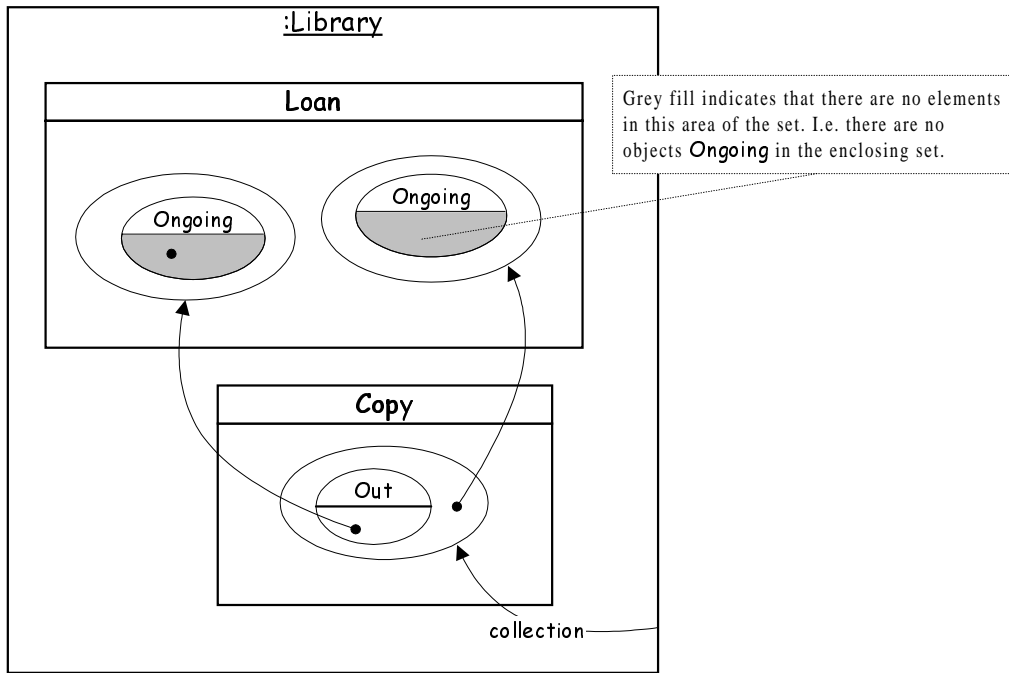 :Library
Loan
Grey fill indicates that there are no elements
in this area of the set. I.e. there are no
objects Ongoing in the enclosing set.
Ongoing
Ongoing
Copy
Out
collection